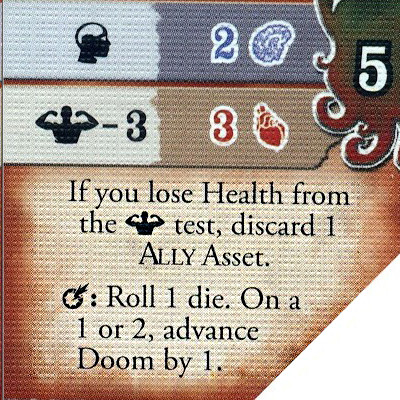 2
5
-3 3
If you lose Health from
the test, discard 1
ALLY Asset.
: Roll 1 die. On a
1 or 2, advance
Doom by 1.